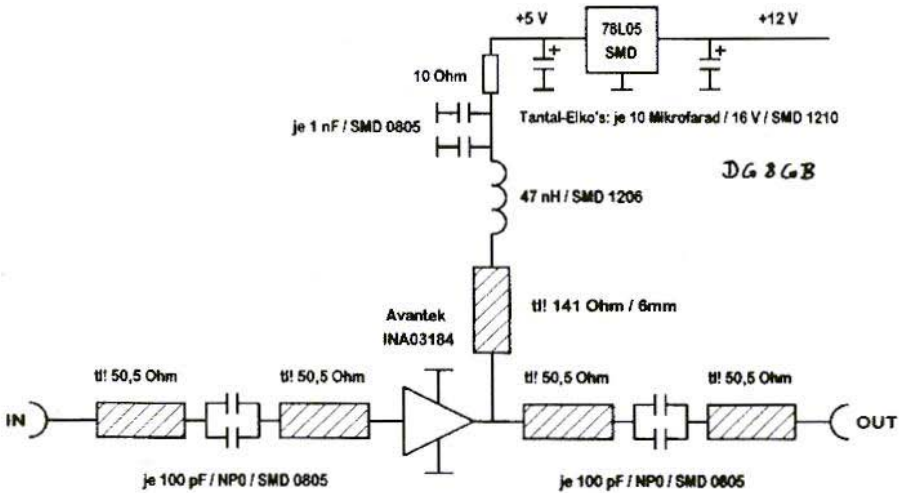 +5 V
78L05
SMD
+12 V
10 Ohm
+
+
je 1 nF / SMD 0805
Tantal-Elko's: je 10 Mikrofarad / 16 V / SMD 1210
DG8GB
47 nH / SMD 1206
tl! 141 Ohm / 6mm
Avantek
INA03184
tl! 50,5 Ohm
tl! 50,5 Ohm
tl! 50,5 Ohm
tl! 50,5 Ohm
IN
OUT
je 100 pF / NP0 / SMD 0805
je 100 pF / NP0 / SMD 0805